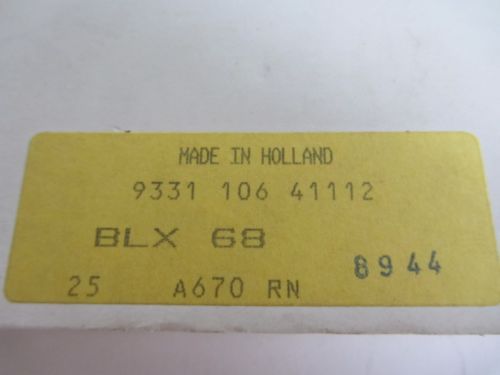 MADE IN HOLLAND
9331 106 41112
BLX 68
25 A670 RN 8944